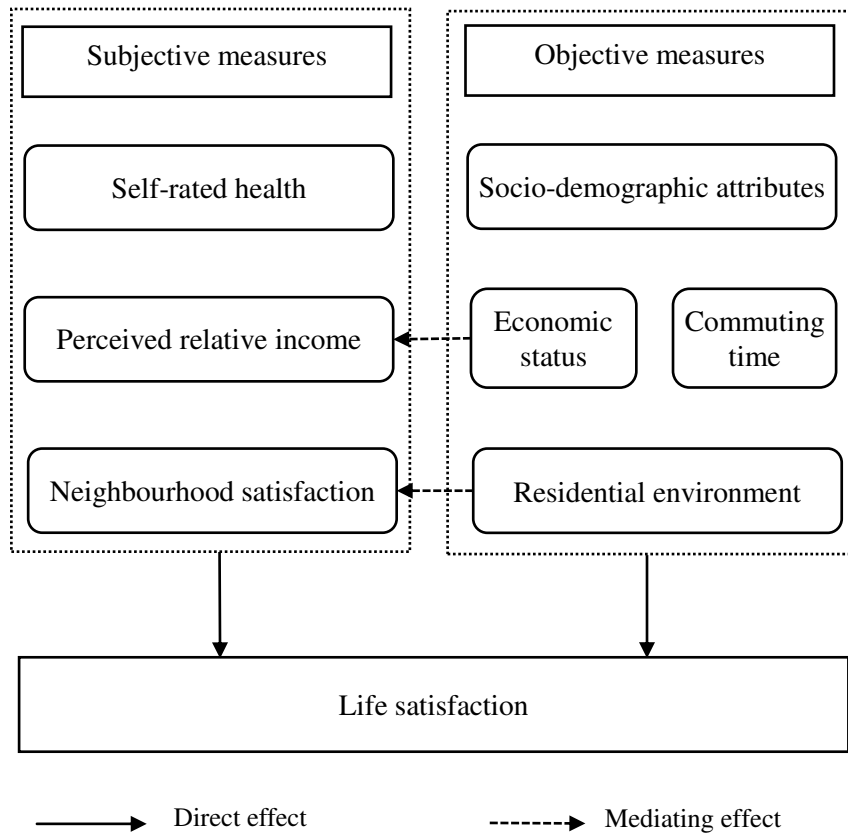 Subjective measures
Objective measures
Self-rated health
Socio-demographic attributes
Perceived relative income
Economic
status
Commuting
time
Neighbourhood satisfaction
Residential environment
Life satisfaction
Direct effect
Mediating effect